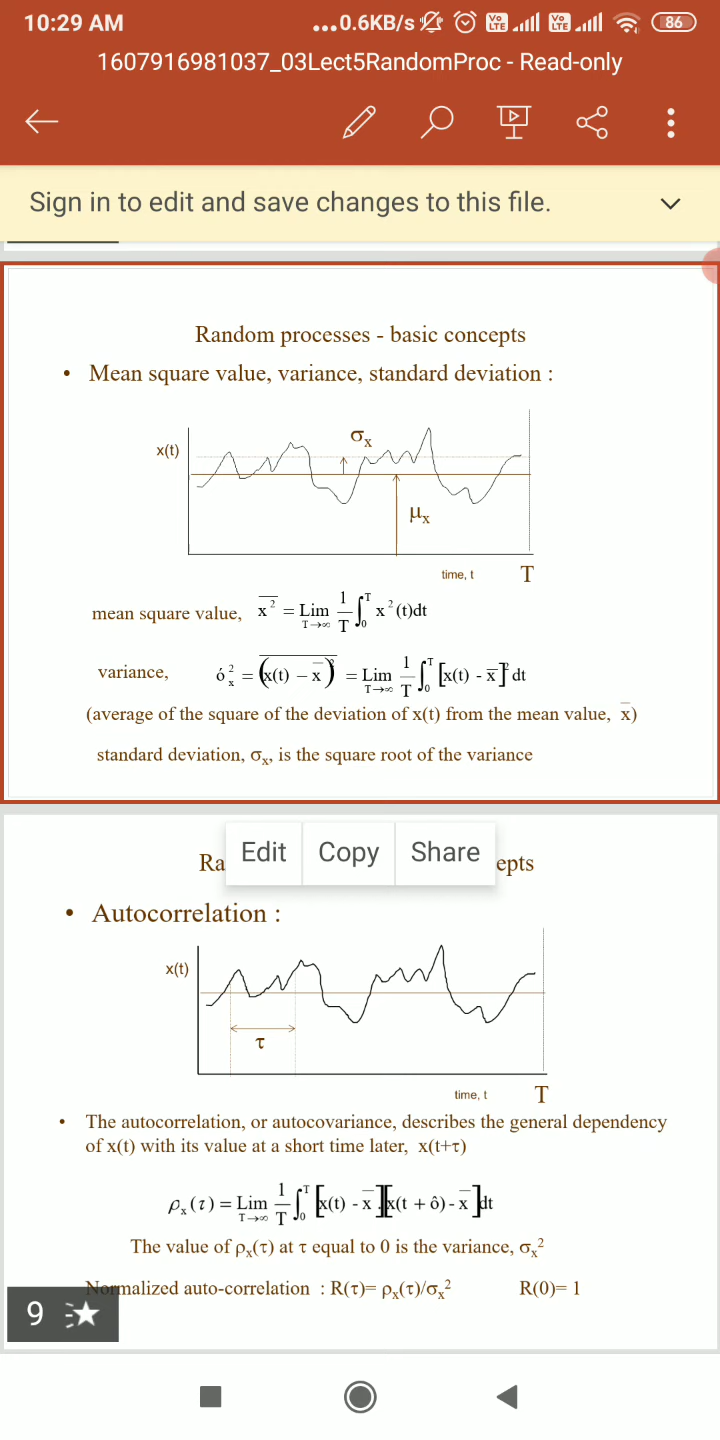 10:29 AM ...0.6KB/s Vo LTE Vo LTE 86
1607916981037_03Lect5RandomProc - Read-only
Sign in to edit and save changes to this file.
Random processes - basic concepts
• Mean square value, variance, standard deviation :
x(t)
σx
μx
time, t T
mean square value, x̅² = Lim T→∞ 1/T ∫₀ᵀ x²(t)dt
variance, ó²ₓ = (x(t) − x̅)² = Lim T→∞ 1/T ∫₀ᵀ [x(t) - x̅]² dt
(average of the square of the deviation of x(t) from the mean value, x̅)
standard deviation, σx, is the square root of the variance
Ra
Edit Copy Share
epts
• Autocorrelation :
x(t)
τ
time, t T
• The autocorrelation, or autocovariance, describes the general dependency
of x(t) with its value at a short time later, x(t+τ)
ρx(τ) = Lim T→∞ 1/T ∫₀ᵀ [x(t) - x̅].[x(t + ô) - x̅]dt
The value of ρx(τ) at τ equal to 0 is the variance, σx²
Normalized auto-correlation : R(τ)= ρx(τ)/σx² R(0)= 1
9